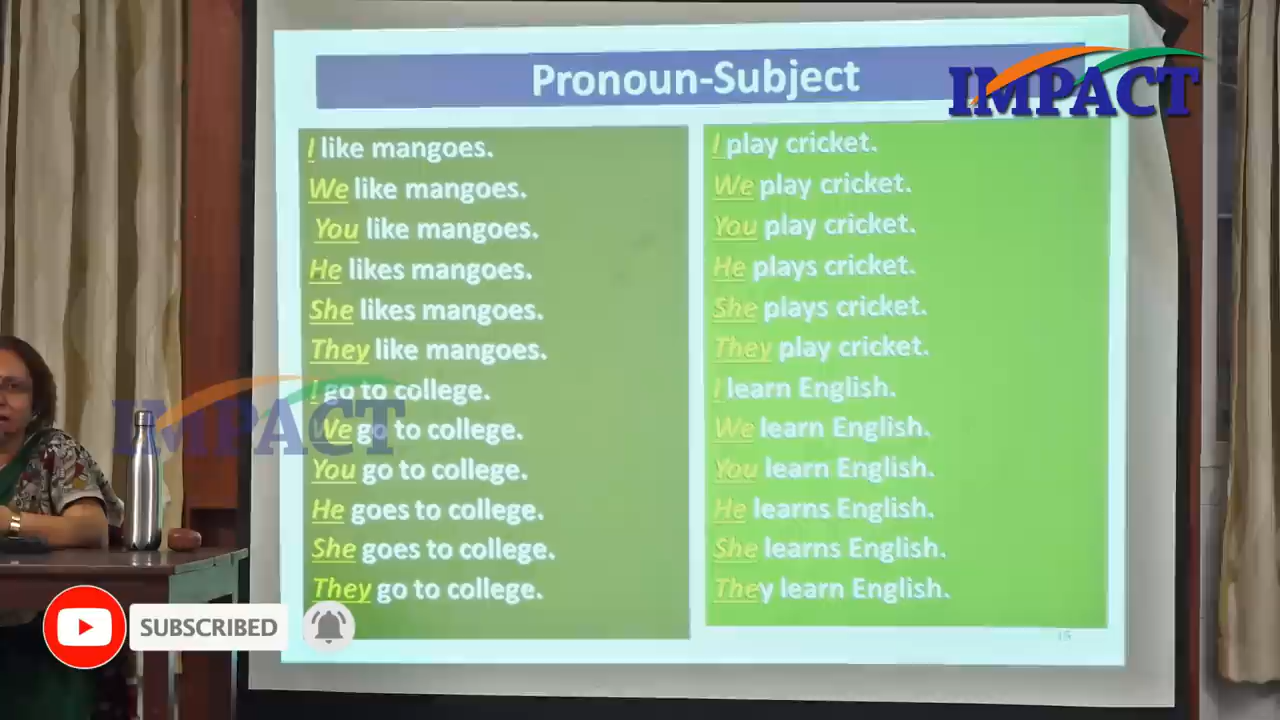 Pronoun-Subject
IMPACT
I like mangoes.
We like mangoes.
You like mangoes.
He likes mangoes.
She likes mangoes.
They like mangoes.
I go to college.
We go to college.
You go to college.
He goes to college.
She goes to college.
They go to college.
I play cricket.
We play cricket.
You play cricket.
He plays cricket.
She plays cricket.
They play cricket.
I learn English.
We learn English.
You learn English.
He learns English.
She learns English.
They learn English.
IMPACT
SUBSCRIBED
15